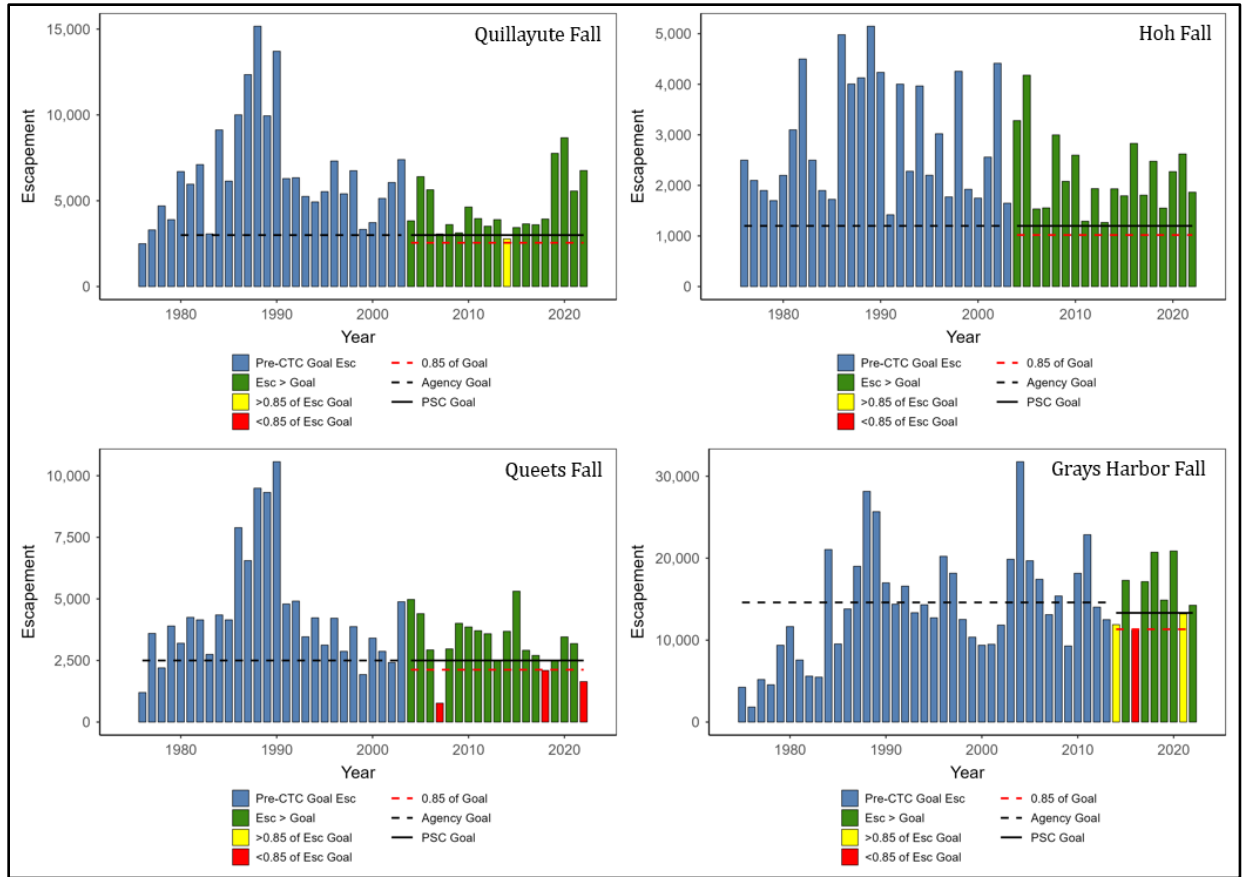 Quillayute Fall
15,000
10,000
5,000
0
Escapement
1980 1990 2000 2010 2020
Year
Pre-CTC Goal Esc
Esc > Goal
>0.85 of Esc Goal
<0.85 of Esc Goal
0.85 of Goal
Agency Goal
PSC Goal
Hoh Fall
5,000
4,000
3,000
2,000
1,000
0
Escapement
1980 1990 2000 2010 2020
Year
Pre-CTC Goal Esc
Esc > Goal
>0.85 of Esc Goal
<0.85 of Esc Goal
0.85 of Goal
Agency Goal
PSC Goal
Queets Fall
10,000
7,500
5,000
2,500
0
Escapement
1980 1990 2000 2010 2020
Year
Pre-CTC Goal Esc
Esc > Goal
>0.85 of Esc Goal
<0.85 of Esc Goal
0.85 of Goal
Agency Goal
PSC Goal
Grays Harbor Fall
30,000
20,000
10,000
0
Escapement
1980 1990 2000 2010 2020
Year
Pre-CTC Goal Esc
Esc > Goal
>0.85 of Esc Goal
<0.85 of Esc Goal
0.85 of Goal
Agency Goal
PSC Goal